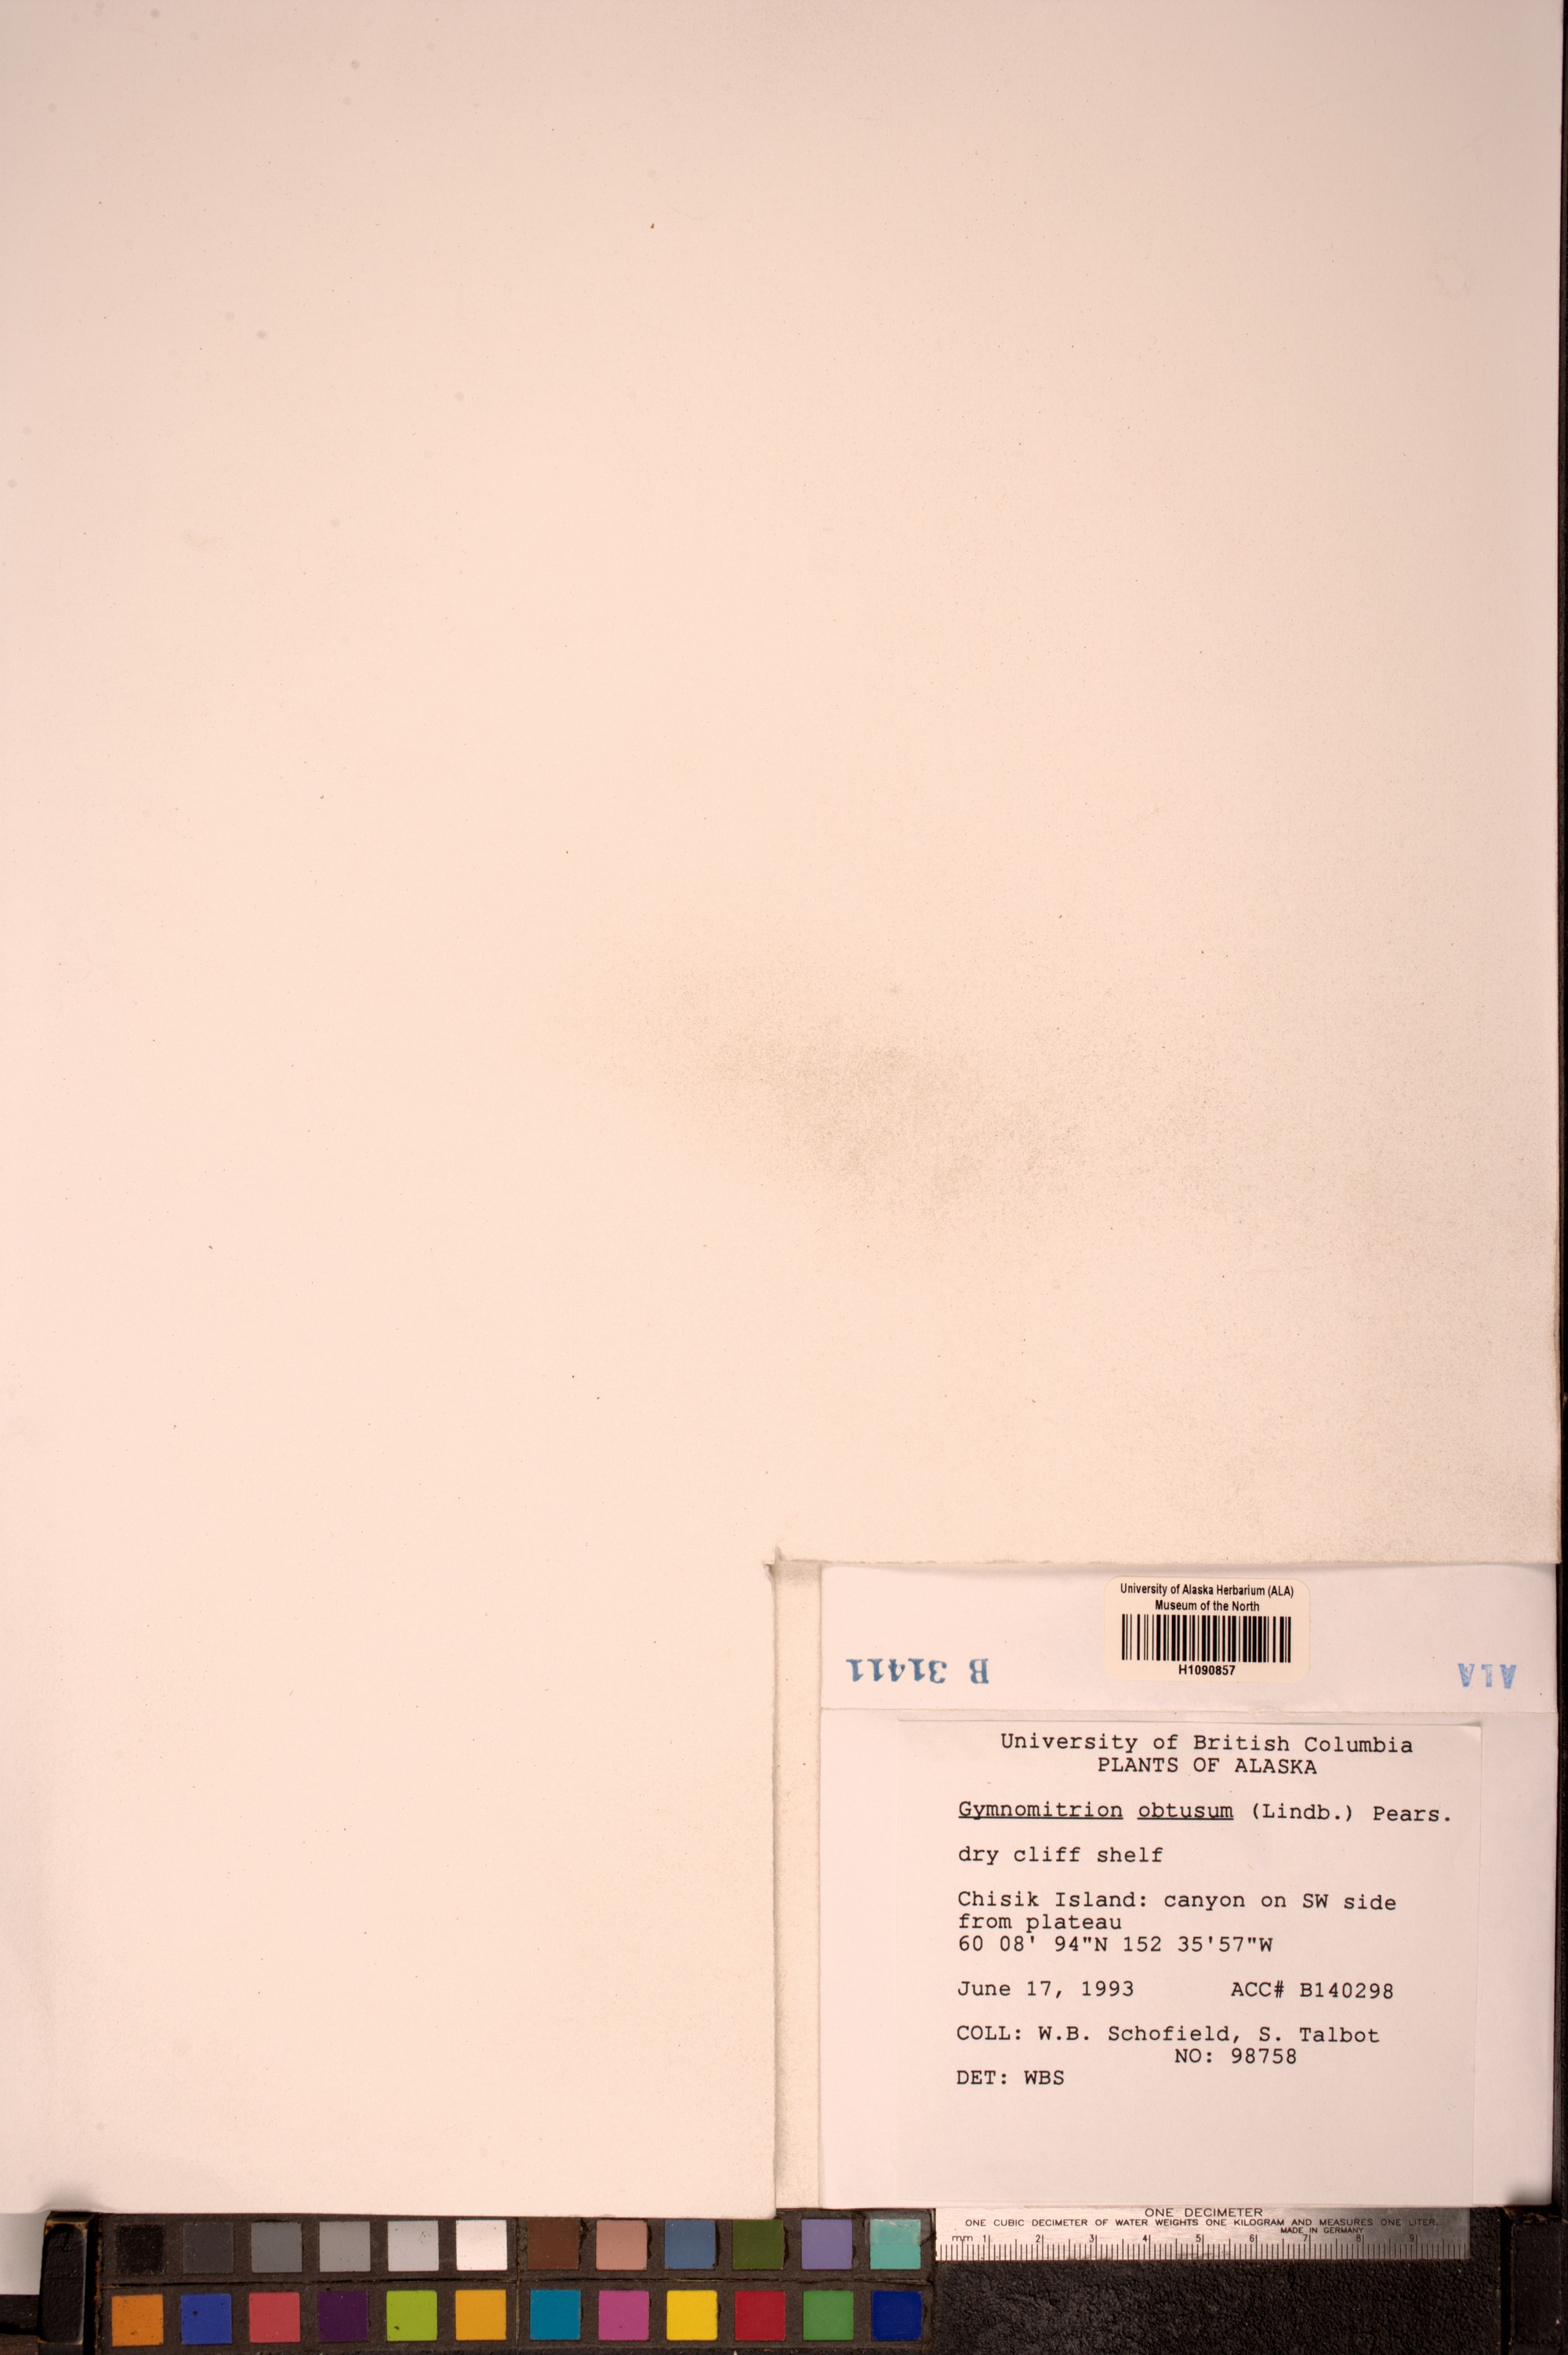 University of Alaska Herbarium (ALA)
Museum of the North
H1090857
B 31411
ALA
University of British Columbia
PLANTS OF ALASKA
Gymnomitrion obtusum (Lindb.) Pears.
dry cliff shelf
Chisik Island: canyon on SW side
from plateau
60 08' 94"N 152 35'57"W
June 17, 1993 ACC# B140298
COLL: W.B. Schofield, S. Talbot
NO: 98758
DET: WBS
ONE DECIMETER
ONE CUBIC DECIMETER OF WATER WEIGHTS ONE KILOGRAM AND MEASURES ONE LITER.
MADE IN GERMANY
mm 1 2 3 4 5 6 7 8 9